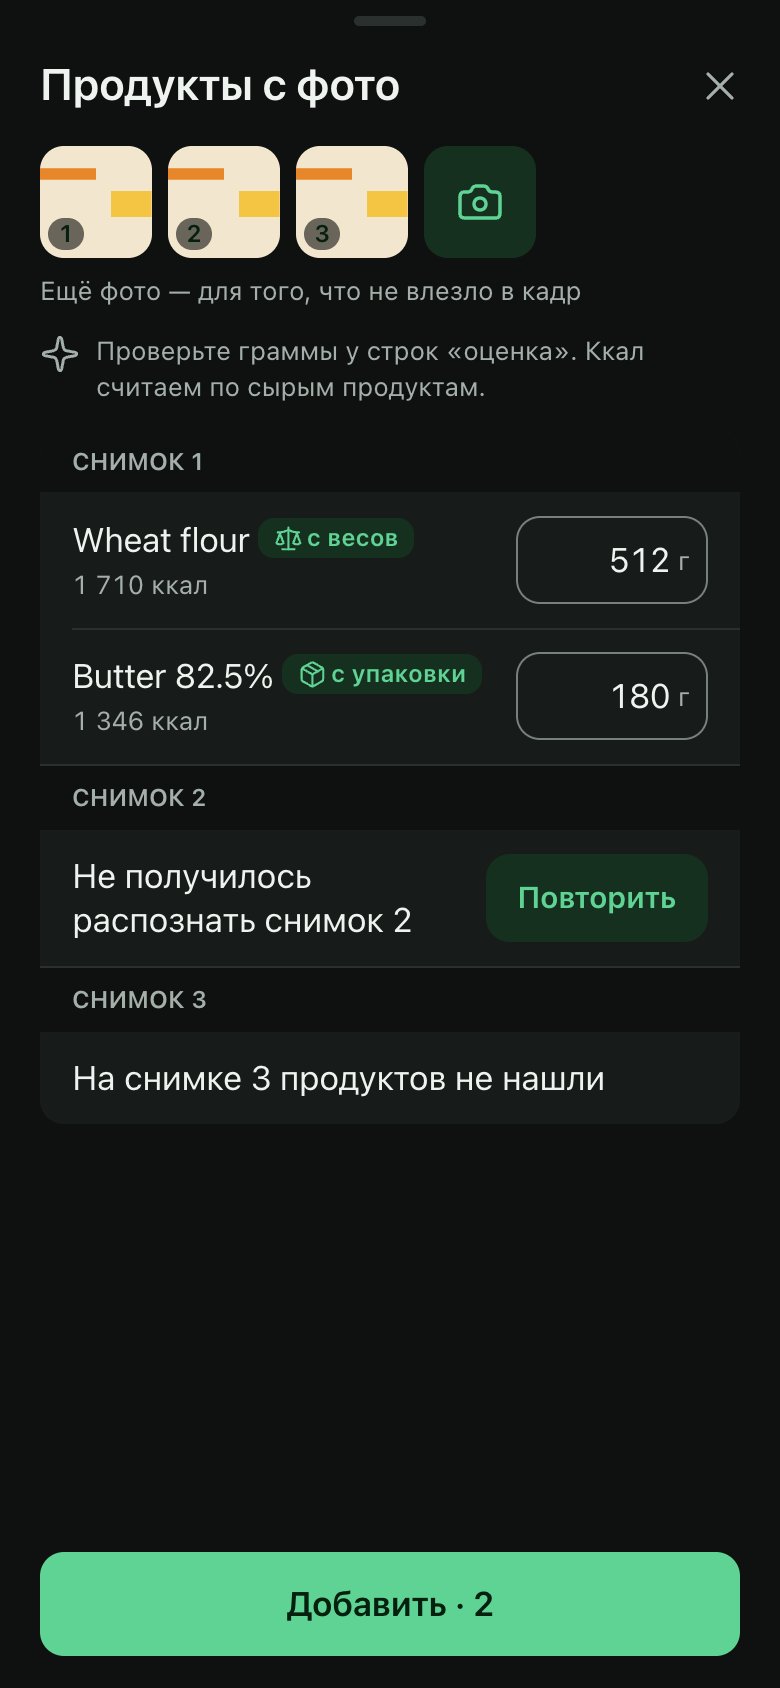 Продукты с фото
1
2
3
Ещё фото — для того, что не влезло в кадр
Проверьте граммы у строк «оценка». Ккал
считаем по сырым продуктам.
СНИМОК 1
Wheat flour с весов
512 г
1 710 ккал
Butter 82.5% с упаковки
180 г
1 346 ккал
СНИМОК 2
Не получилось
распознать снимок 2
Повторить
СНИМОК 3
На снимке 3 продуктов не нашли
Добавить · 2